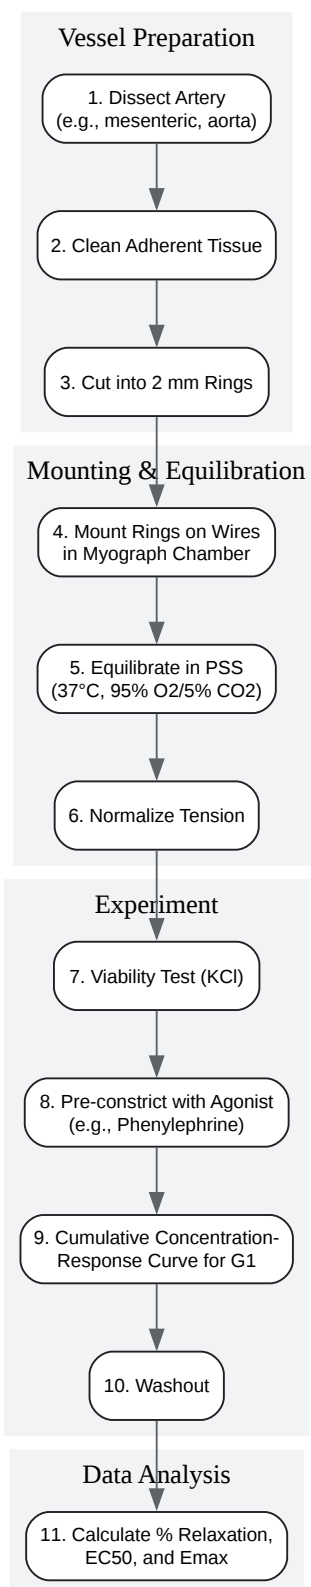 Vessel Preparation
1. Dissect Artery
(e.g., mesenteric, aorta)
2. Clean Adherent Tissue
3. Cut into 2 mm Rings
Mounting & Equilibration
4. Mount Rings on Wires
in Myograph Chamber
5. Equilibrate in PSS
(37°C, 95% O2/5% CO2)
6. Normalize Tension
Experiment
7. Viability Test (KCl)
8. Pre-constrict with Agonist
(e.g., Phenylephrine)
9. Cumulative Concentration-
Response Curve for G1
10. Washout
Data Analysis
11. Calculate % Relaxation,
EC50, and Emax